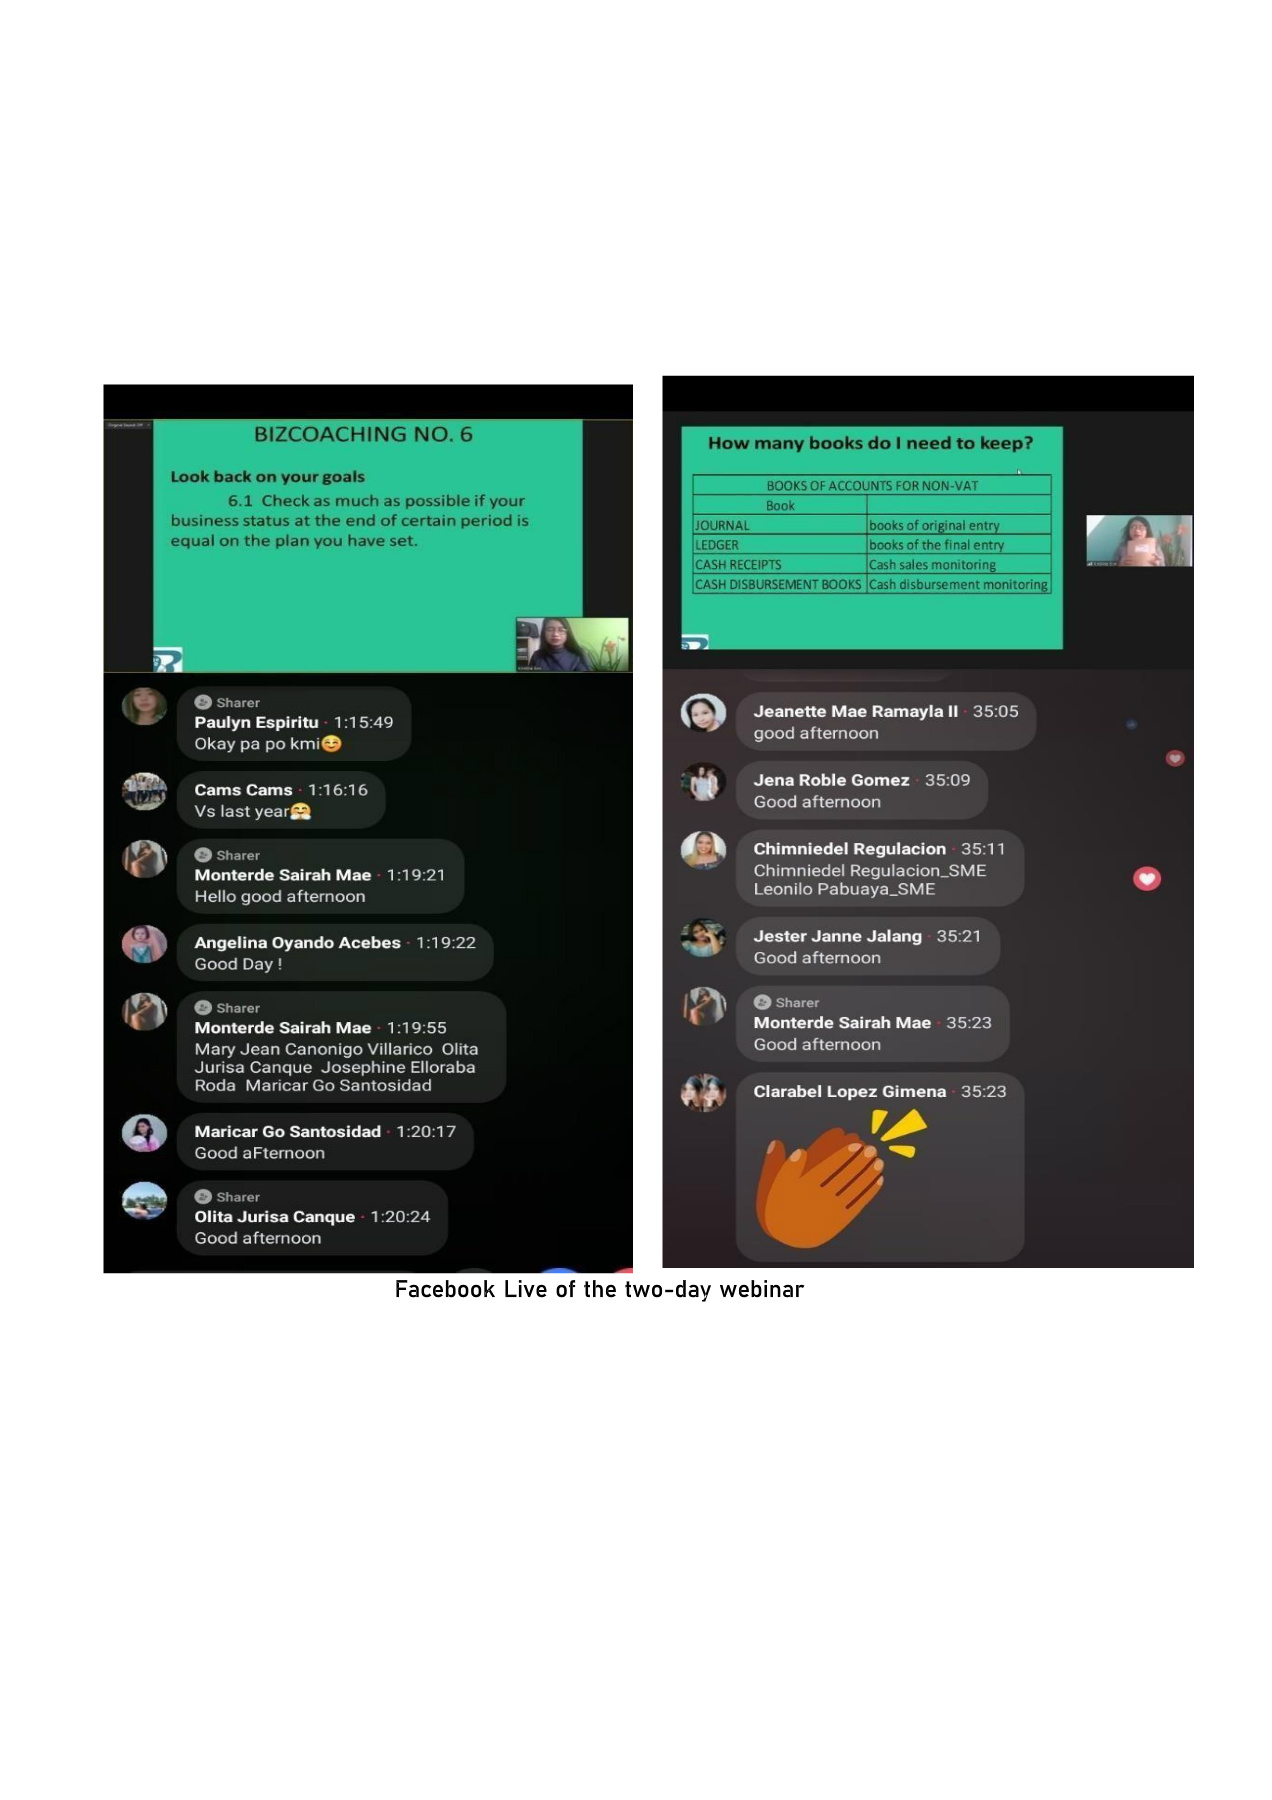 BIZCOACHING NO. 6
Look back on your goals
6.1 Check as much as possible if your
business status at the end of certain period is
equal on the plan you have set.
Sharer
Paulyn Espiritu · 1:15:49
Okay pa po kmi😊
Cams Cams · 1:16:16
Vs last year🤗
Sharer
Monterde Sairah Mae · 1:19:21
Hello good afternoon
Angelina Oyando Acebes · 1:19:22
Good Day !
Sharer
Monterde Sairah Mae · 1:19:55
Mary Jean Canonigo Villarico Olita
Jurisa Canque Josephine Elloraba
Roda Maricar Go Santosidad
Maricar Go Santosidad · 1:20:17
Good aFternoon
Sharer
Olita Jurisa Canque · 1:20:24
Good afternoon
How many books do I need to keep?
BOOKS OF ACCOUNTS FOR NON-VAT
Book
JOURNAL books of original entry
LEDGER books of the final entry
CASH RECEIPTS Cash sales monitoring
CASH DISBURSEMENT BOOKS Cash disbursement monitoring
Jeanette Mae Ramayla II · 35:05
good afternoon
Jena Roble Gomez · 35:09
Good afternoon
Chimniedel Regulacion · 35:11
Chimniedel Regulacion_SME
Leonilo Pabuaya_SME
Jester Janne Jalang · 35:21
Good afternoon
Sharer
Monterde Sairah Mae · 35:23
Good afternoon
Clarabel Lopez Gimena · 35:23
Facebook Live of the two-day webinar